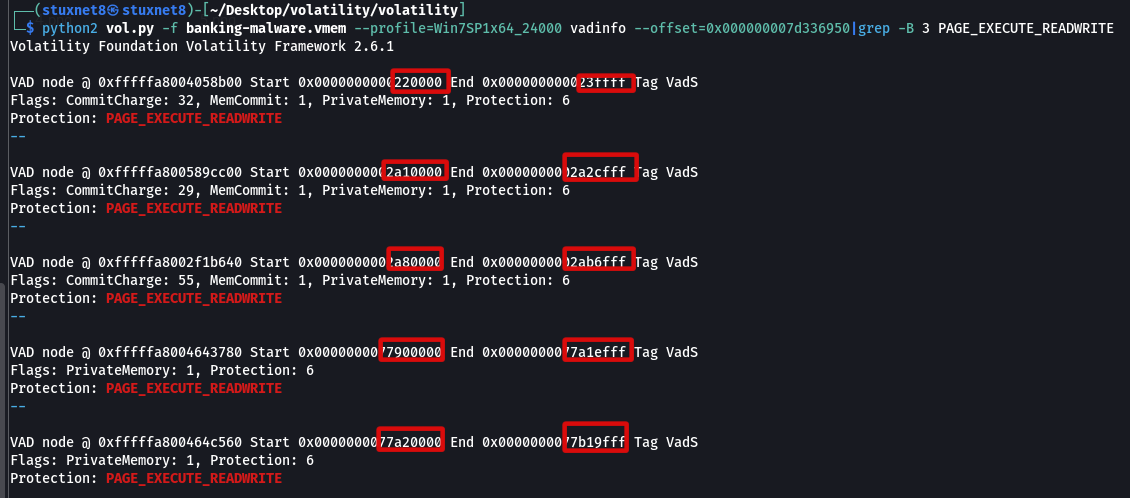 ┌──(stuxnet8㉿stuxnet8)-[~/Desktop/volatility/volatility]
└─$ python2 vol.py -f banking-malware.vmem --profile=Win7SP1x64_24000 vadinfo --offset=0x000000007d336950|grep -B 3 PAGE_EXECUTE_READWRITE
Volatility Foundation Volatility Framework 2.6.1
VAD node @ 0xfffffa8004058b00 Start 0x0000000000220000 End 0x000000000023ffff Tag VadS
Flags: CommitCharge: 32, MemCommit: 1, PrivateMemory: 1, Protection: 6
Protection: PAGE_EXECUTE_READWRITE
--
VAD node @ 0xfffffa800589cc00 Start 0x0000000002a10000 End 0x0000000002a2cfff Tag VadS
Flags: CommitCharge: 29, MemCommit: 1, PrivateMemory: 1, Protection: 6
Protection: PAGE_EXECUTE_READWRITE
--
VAD node @ 0xfffffa8002f1b640 Start 0x0000000002a80000 End 0x0000000002ab6fff Tag VadS
Flags: CommitCharge: 55, MemCommit: 1, PrivateMemory: 1, Protection: 6
Protection: PAGE_EXECUTE_READWRITE
--
VAD node @ 0xfffffa8004643780 Start 0x0000000077900000 End 0x0000000077a1efff Tag VadS
Flags: PrivateMemory: 1, Protection: 6
Protection: PAGE_EXECUTE_READWRITE
--
VAD node @ 0xfffffa800464c560 Start 0x0000000077a20000 End 0x0000000077b19fff Tag VadS
Flags: PrivateMemory: 1, Protection: 6
Protection: PAGE_EXECUTE_READWRITE